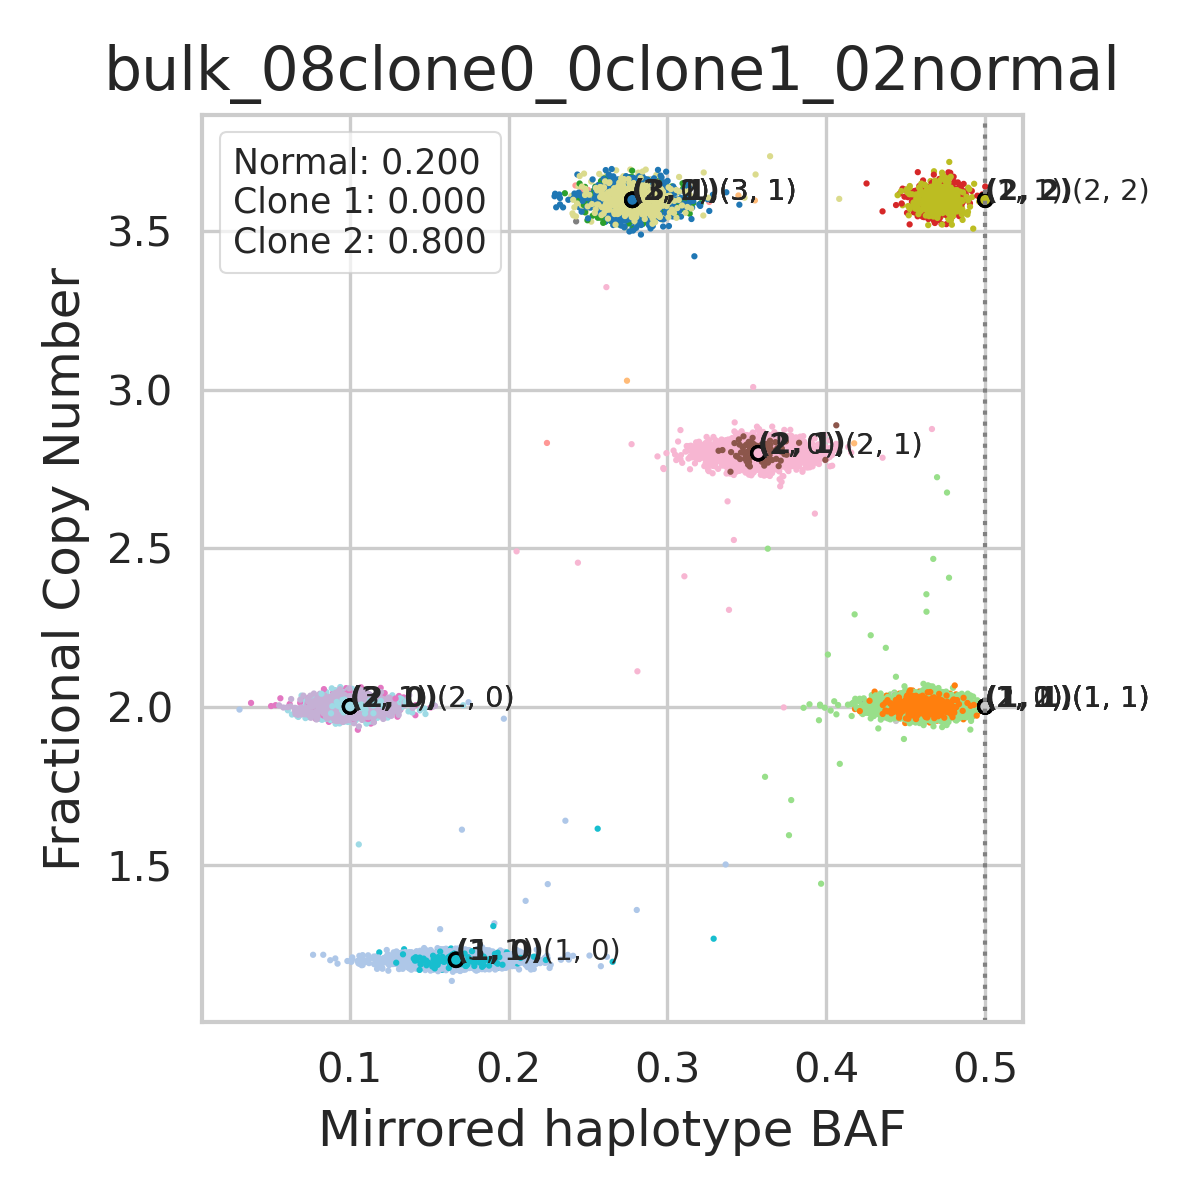 bulk_08clone0_0clone1_02normal
Normal: 0.200
Clone 1: 0.000
Clone 2: 0.800
Fractional Copy Number
3.5
3.0
2.5
2.0
1.5
(3, 1)
(2, 2)
(2, 1)
(2, 0)
(1, 1)
(1, 0)
0.1 0.2 0.3 0.4 0.5
Mirrored haplotype BAF